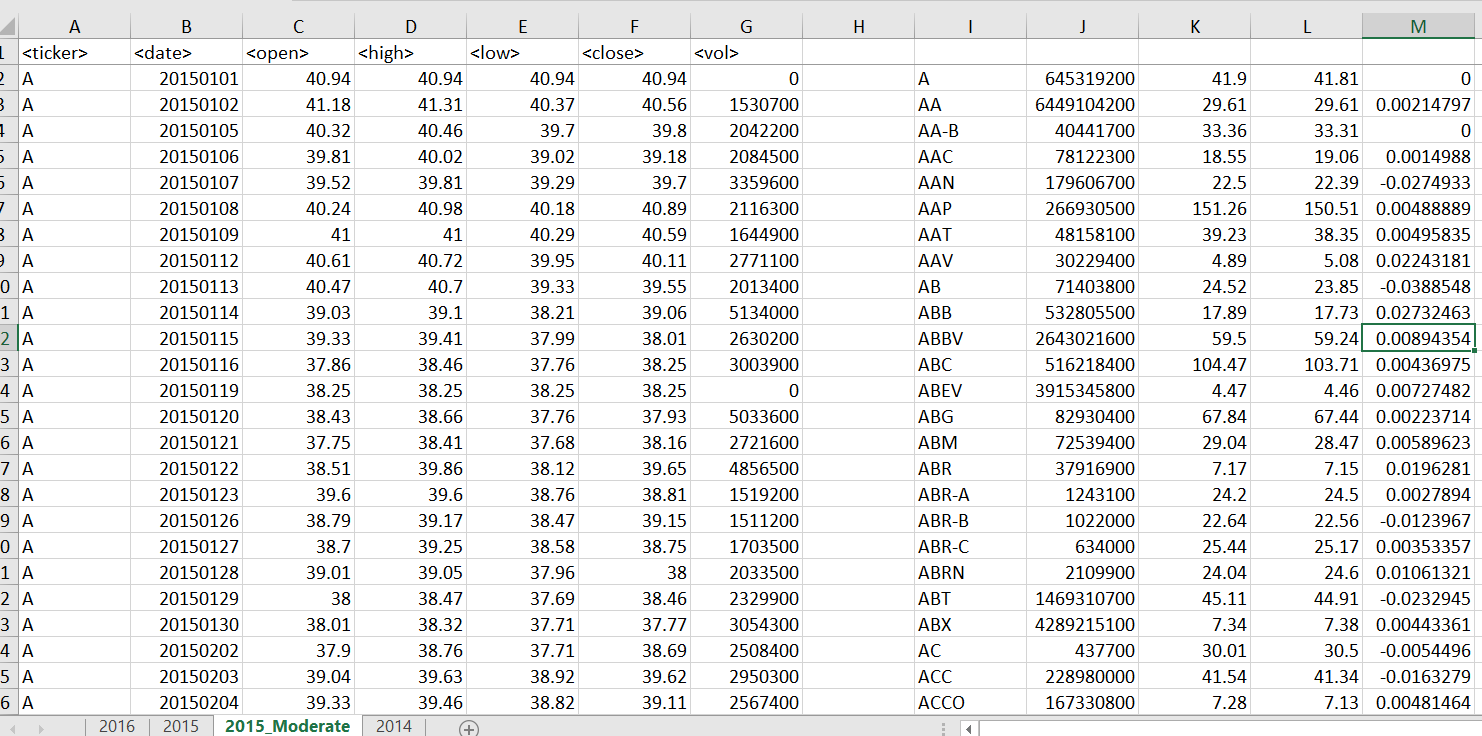 A B C D E F G H I J K L M
1 <ticker> <date> <open> <high> <low> <close> <vol>
2 A 20150101 40.94 40.94 40.94 40.94 0 A 645319200 41.9 41.81 0
3 A 20150102 41.18 41.31 40.37 40.56 1530700 AA 6449104200 29.61 29.61 0.00214797
4 A 20150105 40.32 40.46 39.7 39.8 2042200 AA-B 40441700 33.36 33.31 0
5 A 20150106 39.81 40.02 39.02 39.18 2084500 AAC 78122300 18.55 19.06 0.0014988
6 A 20150107 39.52 39.81 39.29 39.7 3359600 AAN 179606700 22.5 22.39 -0.0274933
7 A 20150108 40.24 40.98 40.18 40.89 2116300 AAP 266930500 151.26 150.51 0.00488889
8 A 20150109 41 41 40.29 40.59 1644900 AAT 48158100 39.23 38.35 0.00495835
9 A 20150112 40.61 40.72 39.95 40.11 2771100 AAV 30229400 4.89 5.08 0.02243181
0 A 20150113 40.47 40.7 39.33 39.55 2013400 AB 71403800 24.52 23.85 -0.0388548
1 A 20150114 39.03 39.1 38.21 39.06 5134000 ABB 532805500 17.89 17.73 0.02732463
2 A 20150115 39.33 39.41 37.99 38.01 2630200 ABBV 2643021600 59.5 59.24 0.00894354
3 A 20150116 37.86 38.46 37.76 38.25 3003900 ABC 516218400 104.47 103.71 0.00436975
4 A 20150119 38.25 38.25 38.25 38.25 0 ABEV 3915345800 4.47 4.46 0.00727482
5 A 20150120 38.43 38.66 37.76 37.93 5033600 ABG 82930400 67.84 67.44 0.00223714
6 A 20150121 37.75 38.41 37.68 38.16 2721600 ABM 72539400 29.04 28.47 0.00589623
7 A 20150122 38.51 39.86 38.12 39.65 4856500 ABR 37916900 7.17 7.15 0.0196281
8 A 20150123 39.6 39.6 38.76 38.81 1519200 ABR-A 1243100 24.2 24.5 0.0027894
9 A 20150126 38.79 39.17 38.47 39.15 1511200 ABR-B 1022000 22.64 22.56 -0.0123967
0 A 20150127 38.7 39.25 38.58 38.75 1703500 ABR-C 634000 25.44 25.17 0.00353357
1 A 20150128 39.01 39.05 37.96 38 2033500 ABRN 2109900 24.04 24.6 0.01061321
2 A 20150129 38 38.47 37.69 38.46 2329900 ABT 1469310700 45.11 44.91 -0.0232945
3 A 20150130 38.01 38.32 37.71 37.77 3054300 ABX 4289215100 7.34 7.38 0.00443361
4 A 20150202 37.9 38.76 37.71 38.69 2508400 AC 437700 30.01 30.5 -0.0054496
5 A 20150203 39.04 39.63 38.92 39.62 2950300 ACC 228980000 41.54 41.34 -0.0163279
6 A 20150204 39.33 39.46 38.82 39.11 2567400 ACCO 167330800 7.28 7.13 0.00481464
2016 2015 2015_Moderate 2014